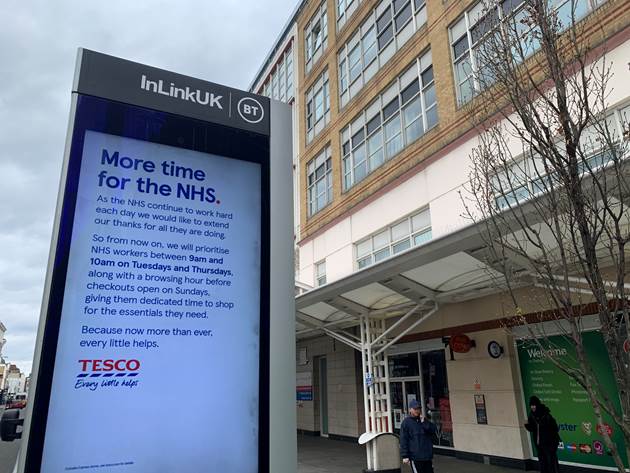 InLinkUK | BT
More time
for the NHS.
As the NHS continue to work hard
each day we would like to extend
our thanks for all they are doing.
So from now on, we will prioritise
NHS workers between 9am and
10am on Tuesdays and Thursdays,
along with a browsing hour before
checkouts open on Sundays,
giving them dedicated time to shop
for the essentials they need.
Because now more than ever,
every little helps.
TESCO
Every little helps
Welcome